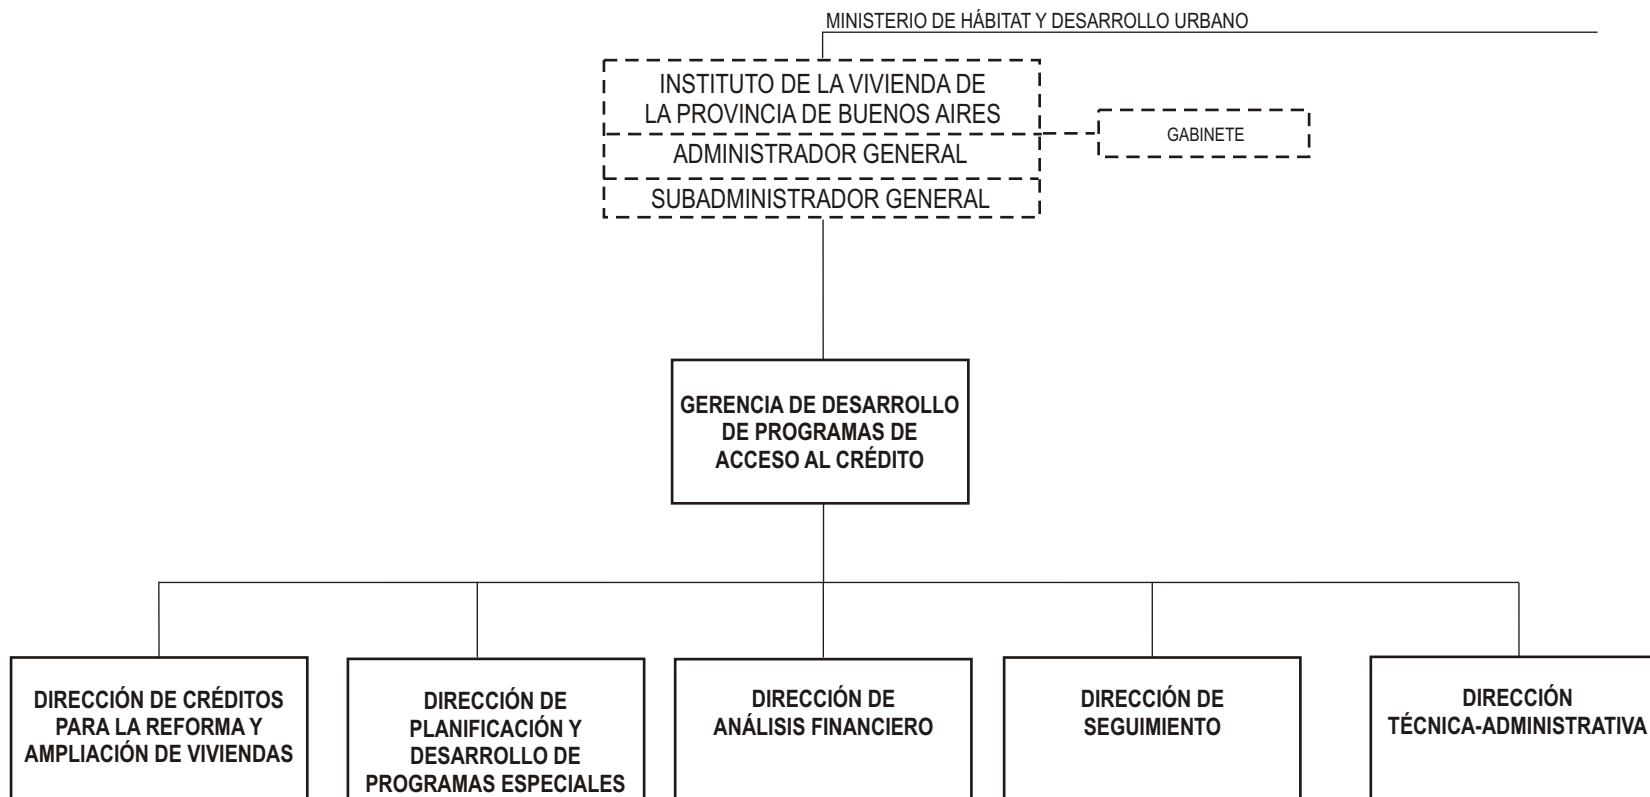 MINISTERIO DE HÁBITAT Y DESARROLLO URBANO
INSTITUTO DE LA VIVIENDA DE
LA PROVINCIA DE BUENOS AIRES
ADMINISTRADOR GENERAL
SUBADMINISTRADOR GENERAL
GABINETE
GERENCIA DE DESARROLLO
DE PROGRAMAS DE
ACCESO AL CRÉDITO
DIRECCIÓN DE CRÉDITOS
PARA LA REFORMA Y
AMPLIACIÓN DE VIVIENDAS
DIRECCIÓN DE
PLANIFICACIÓN Y
DESARROLLO DE
PROGRAMAS ESPECIALES
DIRECCIÓN DE
ANÁLISIS FINANCIERO
DIRECCIÓN DE
SEGUIMIENTO
DIRECCIÓN
TÉCNICA-ADMINISTRATIVA